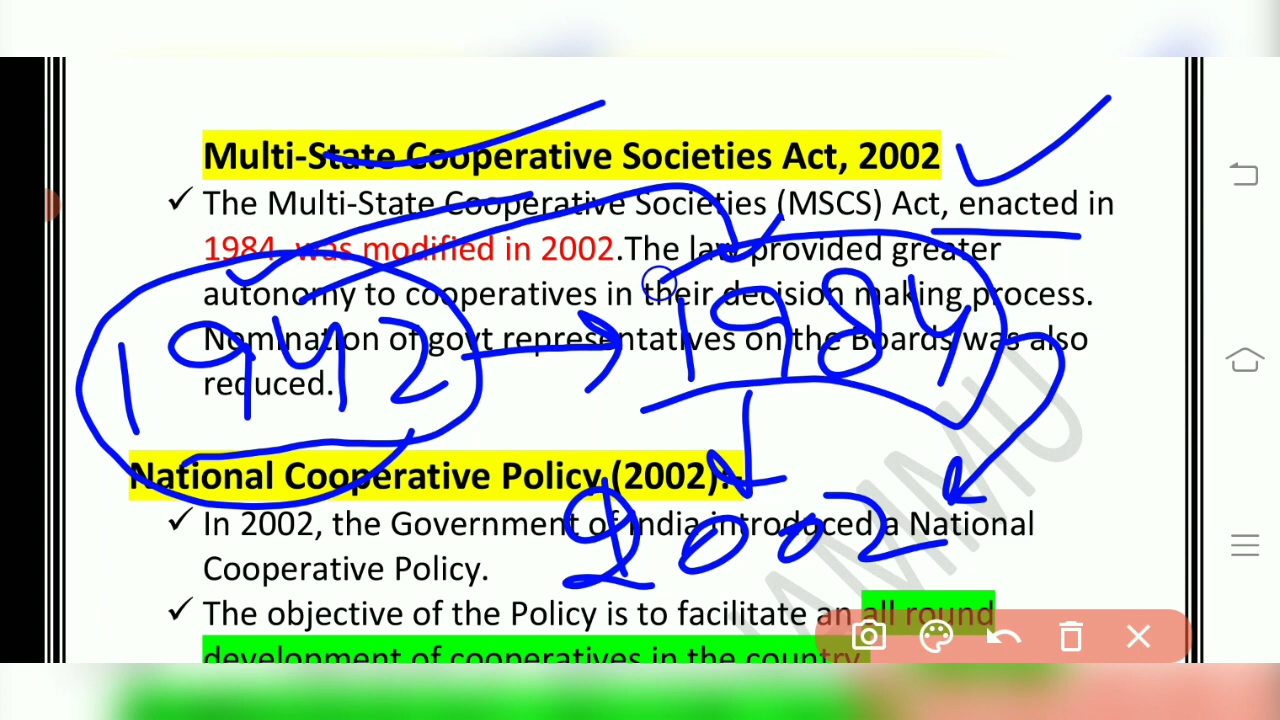 Multi-State Cooperative Societies Act, 2002
✓ The Multi-State Cooperative Societies (MSCS) Act, enacted in
1984, was modified in 2002.The law provided greater
autonomy to cooperatives in their decision making process.
Nomination of govt representatives on the Boards was also
reduced.
1942 → 1984
2002
National Cooperative Policy (2002):-
✓ In 2002, the Government of India introduced a National
Cooperative Policy.
✓ The objective of the Policy is to facilitate an all round
development of cooperatives in the country.